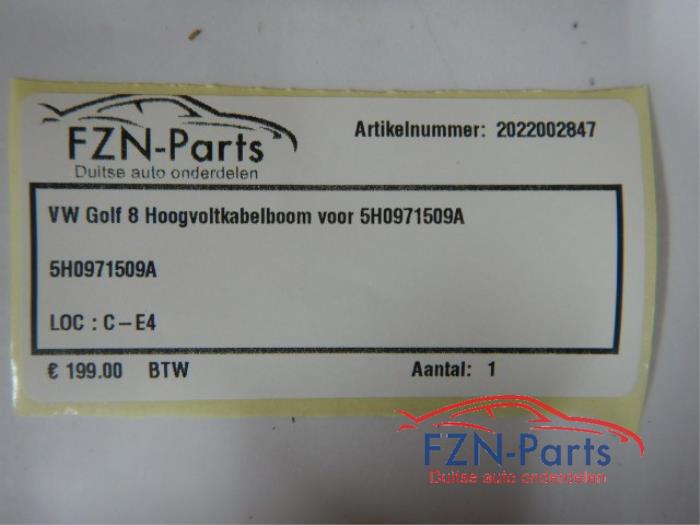 FZN-Parts
Duitse auto onderdelen
Artikelnummer: 2022002847
VW Golf 8 Hoogvoltkabelboom voor 5H0971509A
5H0971509A
LOC : C-E4
€ 199.00 BTW Aantal: 1
FZN-Parts
Duitse auto onderdelen